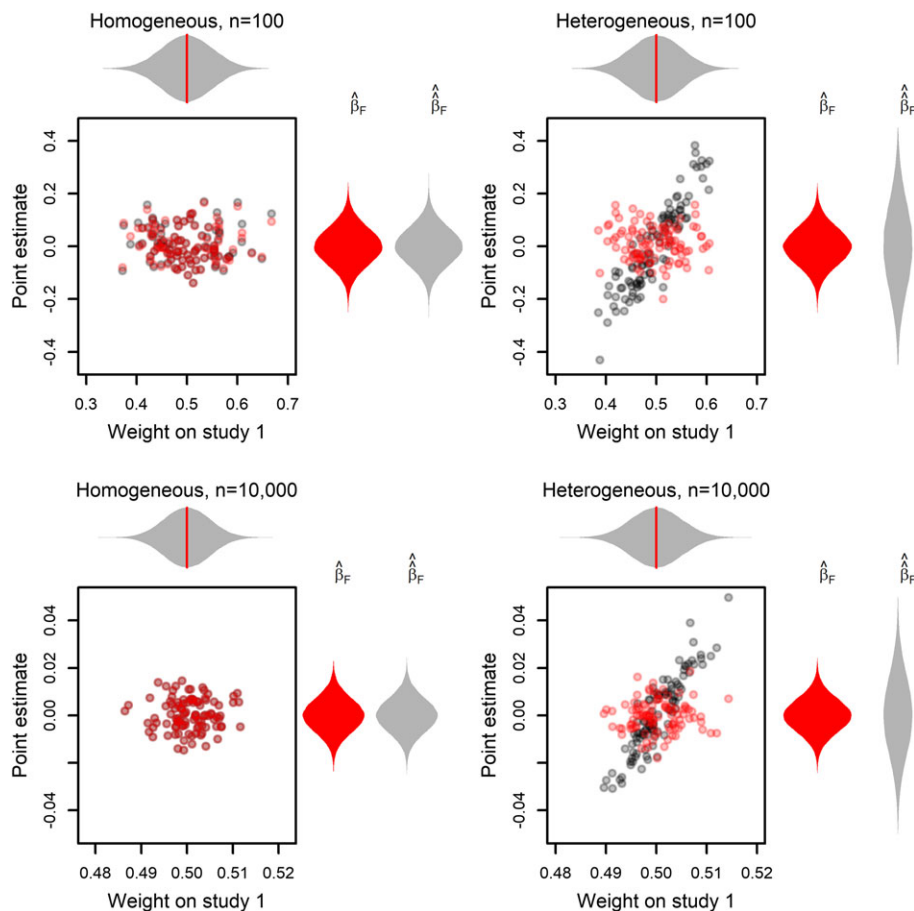 Homogeneous, n=100
β̂F
β̂̂F
Point estimate
0.4
0.2
0.0
-0.2
-0.4
0.3 0.4 0.5 0.6 0.7
Weight on study 1
Heterogeneous, n=100
β̂F
β̂̂F
Point estimate
0.4
0.2
0.0
-0.2
-0.4
0.3 0.4 0.5 0.6 0.7
Weight on study 1
Homogeneous, n=10,000
β̂F
β̂̂F
Point estimate
0.04
0.02
0.00
-0.04
0.48 0.49 0.50 0.51 0.52
Weight on study 1
Heterogeneous, n=10,000
β̂F
β̂̂F
Point estimate
0.04
0.02
0.00
-0.04
0.48 0.49 0.50 0.51 0.52
Weight on study 1